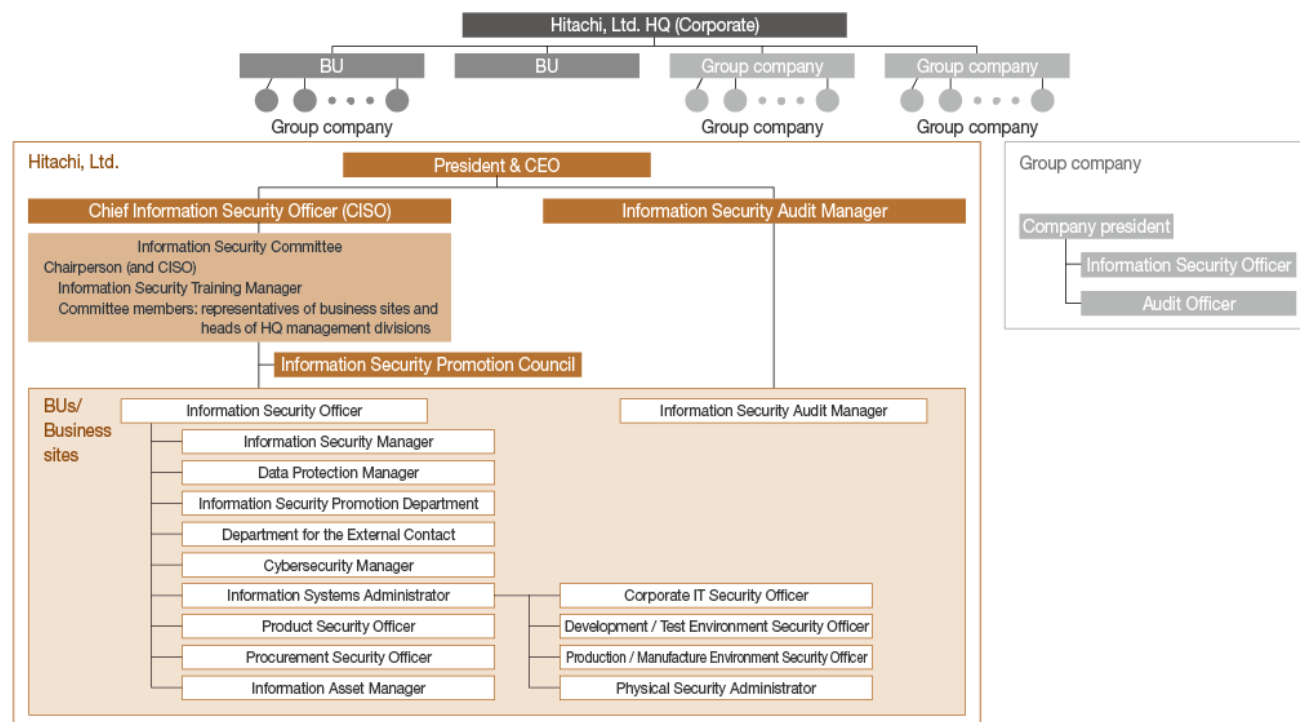 Hitachi, Ltd. HQ (Corporate)
BU
BU
Group company
Group company
Group company
Group company
Group company
Hitachi, Ltd.
President & CEO
Chief Information Security Officer (CISO)
Information Security Audit Manager
Information Security Committee
Chairperson (and CISO)
Information Security Training Manager
Committee members: representatives of business sites and
heads of HQ management divisions
Information Security Promotion Council
BUs/
Business
sites
Information Security Officer
Information Security Audit Manager
Information Security Manager
Data Protection Manager
Information Security Promotion Department
Department for the External Contact
Cybersecurity Manager
Information Systems Administrator
Corporate IT Security Officer
Product Security Officer
Development / Test Environment Security Officer
Procurement Security Officer
Production / Manufacture Environment Security Officer
Information Asset Manager
Physical Security Administrator
Group company
Company president
Information Security Officer
Audit Officer